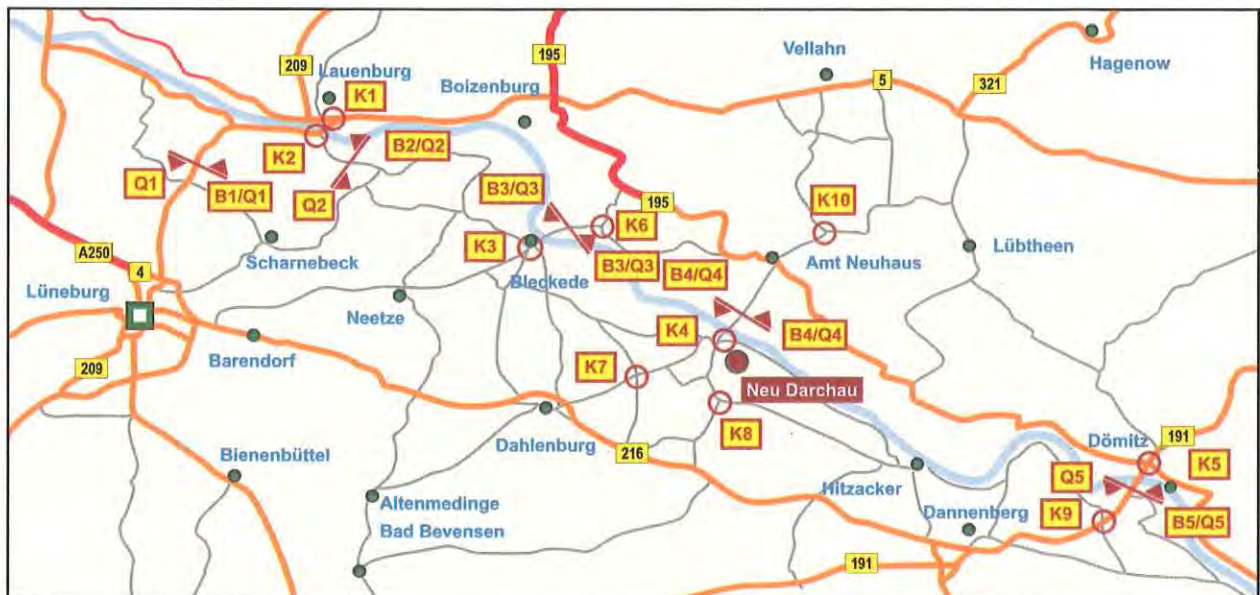 195
Vellahn
Hagenow
209
Lauenburg
Boizenburg
5
321
K1
K2
B2/Q2
Q1
B1/Q1
Q2
B3/Q3
195
K10
K6
K3
A250
Scharnebeck
Bleckede
B3/Q3
B4/Q4
Amt Neuhaus
Lübtheen
4
Lüneburg
Neetze
K4
B4/Q4
Barendorf
209
K7
Neu Darchau
Dahlenburg
K8
216
Dömitz
191
Bienenbüttel
Hitzacker
Q5
K5
Altenmedinge
Dannenberg
K9
B5/Q5
Bad Bevensen
191